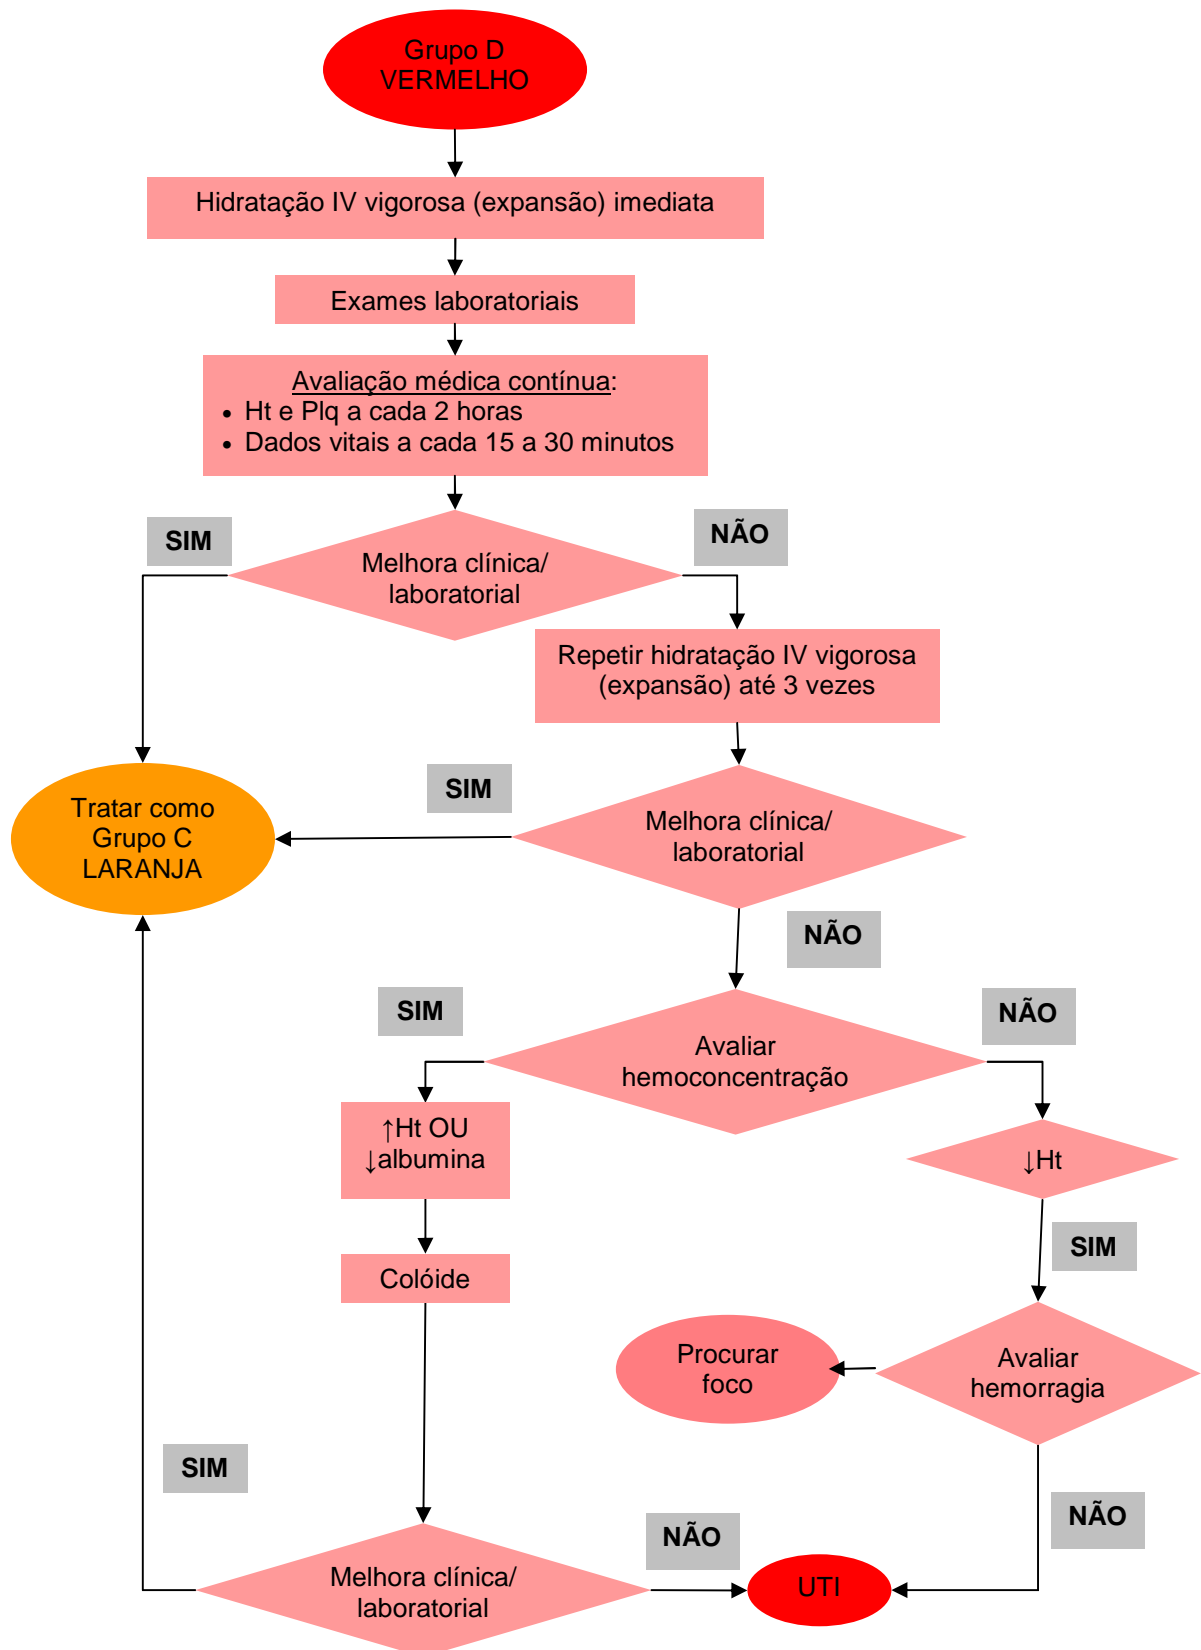 Grupo D
VERMELHO
Hidratação IV vigorosa (expansão) imediata
Exames laboratoriais
Avaliação médica contínua:
• Ht e Plq a cada 2 horas
• Dados vitais a cada 15 a 30 minutos
SIM
NÃO
Melhora clínica/
laboratorial
Repetir hidratação IV vigorosa
(expansão) até 3 vezes
SIM
Tratar como
Grupo C
LARANJA
Melhora clínica/
laboratorial
NÃO
SIM
NÃO
Avaliar
hemoconcentração
↑Ht OU
↓albumina
↓Ht
SIM
Colóide
Procurar
foco
Avaliar
hemorragia
SIM
NÃO
NÃO
Melhora clínica/
laboratorial
UTI